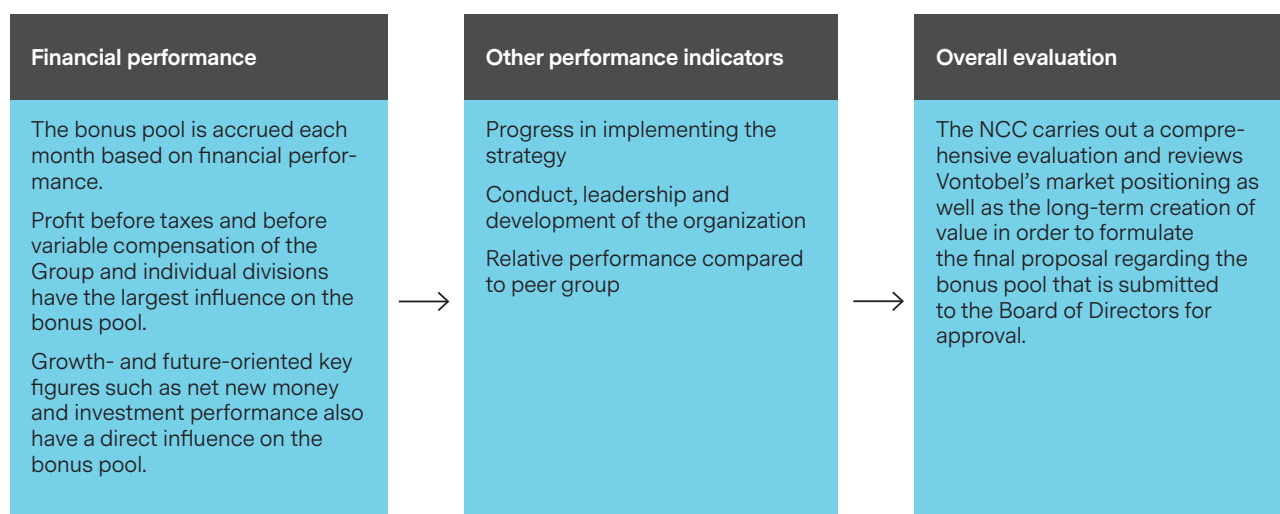 Financial performance
The bonus pool is accrued each
month based on financial perfor-
mance.
Profit before taxes and before
variable compensation of the
Group and individual divisions
have the largest influence on the
bonus pool.
Growth- and future-oriented key
figures such as net new money
and investment performance also
have a direct influence on the
bonus pool.
Other performance indicators
Progress in implementing the
strategy
Conduct, leadership and
development of the organization
Relative performance compared
to peer group
Overall evaluation
The NCC carries out a compre-
hensive evaluation and reviews
Vontobel’s market positioning as
well as the long-term creation of
value in order to formulate
the final proposal regarding the
bonus pool that is submitted
to the Board of Directors for
approval.